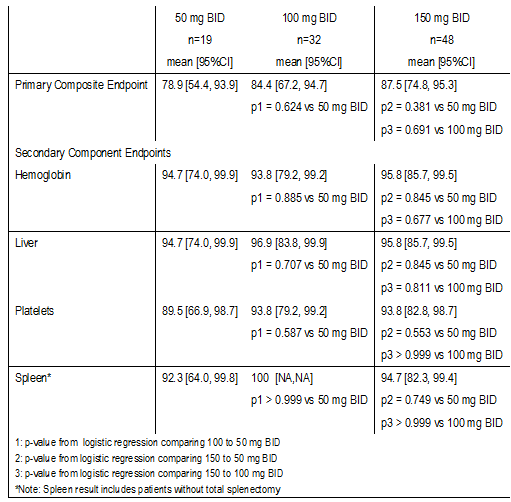 50 mg BID 100 mg BID 150 mg BID
n=19 n=32 n=48
mean [95%CI] mean [95%CI] mean [95%CI]
Primary Composite Endpoint 78.9 [54.4, 93.9] 84.4 [67.2, 94.7] 87.5 [74.8, 95.3]
p1 = 0.624 vs 50 mg BID p2 = 0.381 vs 50 mg BID
p3 = 0.691 vs 100 mg BID
Secondary Component Endpoints
Hemoglobin 94.7 [74.0, 99.9] 93.8 [79.2, 99.2] 95.8 [85.7, 99.5]
p1 = 0.885 vs 50 mg BID p2 = 0.845 vs 50 mg BID
p3 = 0.677 vs 100 mg BID
Liver 94.7 [74.0, 99.9] 96.9 [83.8, 99.9] 95.8 [85.7, 99.5]
p1 = 0.707 vs 50 mg BID p2 = 0.845 vs 50 mg BID
p3 = 0.811 vs 100 mg BID
Platelets 89.5 [66.9, 98.7] 93.8 [79.2, 99.2] 93.8 [82.8, 98.7]
p1 = 0.587 vs 50 mg BID p2 = 0.553 vs 50 mg BID
p3 > 0.999 vs 100 mg BID
Spleen* 92.3 [64.0, 99.8] 100 [NA,NA] 94.7 [82.3, 99.4]
p1 > 0.999 vs 50 mg BID p2 = 0.749 vs 50 mg BID
p3 > 0.999 vs 100 mg BID
1: p-value from logistic regression comparing 100 to 50 mg BID
2: p-value from logistic regression comparing 150 to 50 mg BID
3: p-value from logistic regression comparing 150 to 100 mg BID
*Note: Spleen result includes patients without total splenectomy